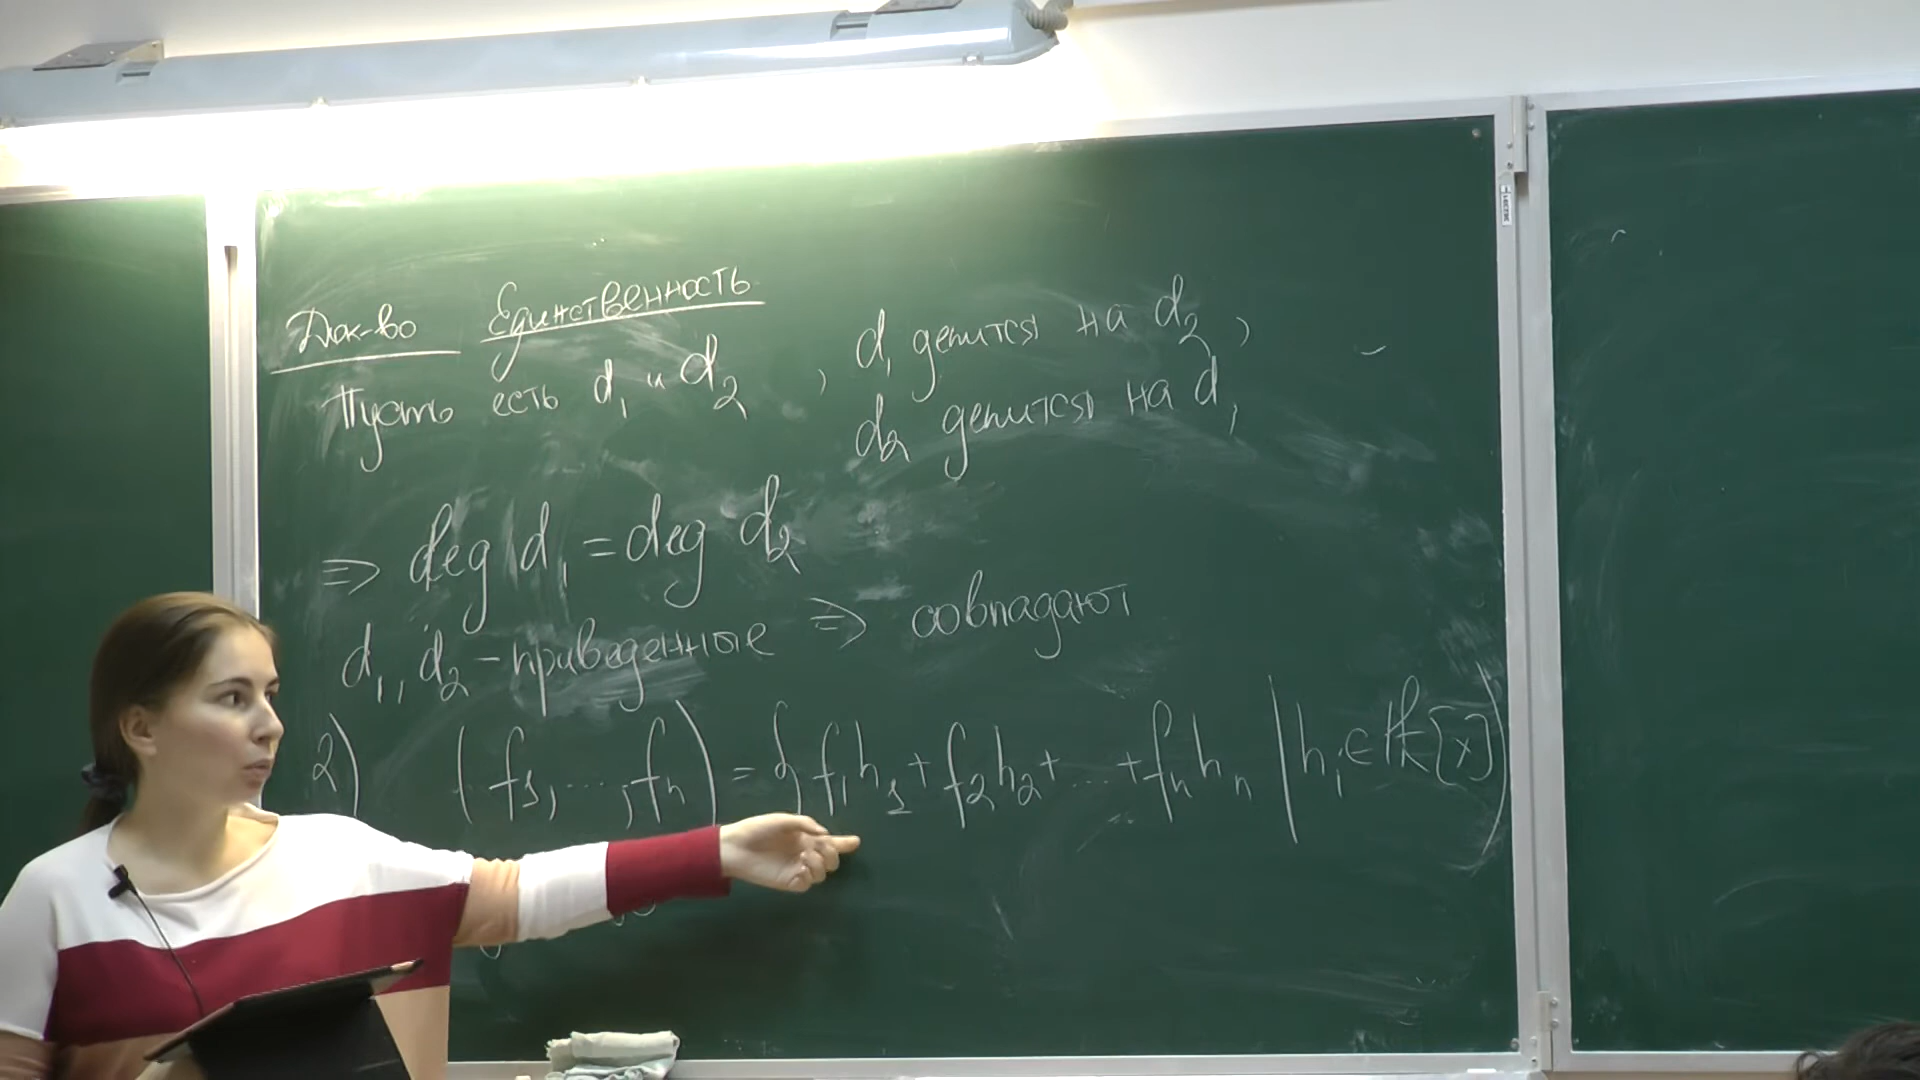 Док-во Единственность
Пусть есть d₁ и d₂ , d₁ делится на d₂ ,
d₂ делится на d₁
⇒ deg d₁ = deg d₂
d₁, d₂ - приведенные ⇒ совпадают
2) (f₁, ..., fₙ) = { f₁h₁ + f₂h₂ + ... + fₙhₙ | hᵢ ∈ 𝕜[x] }